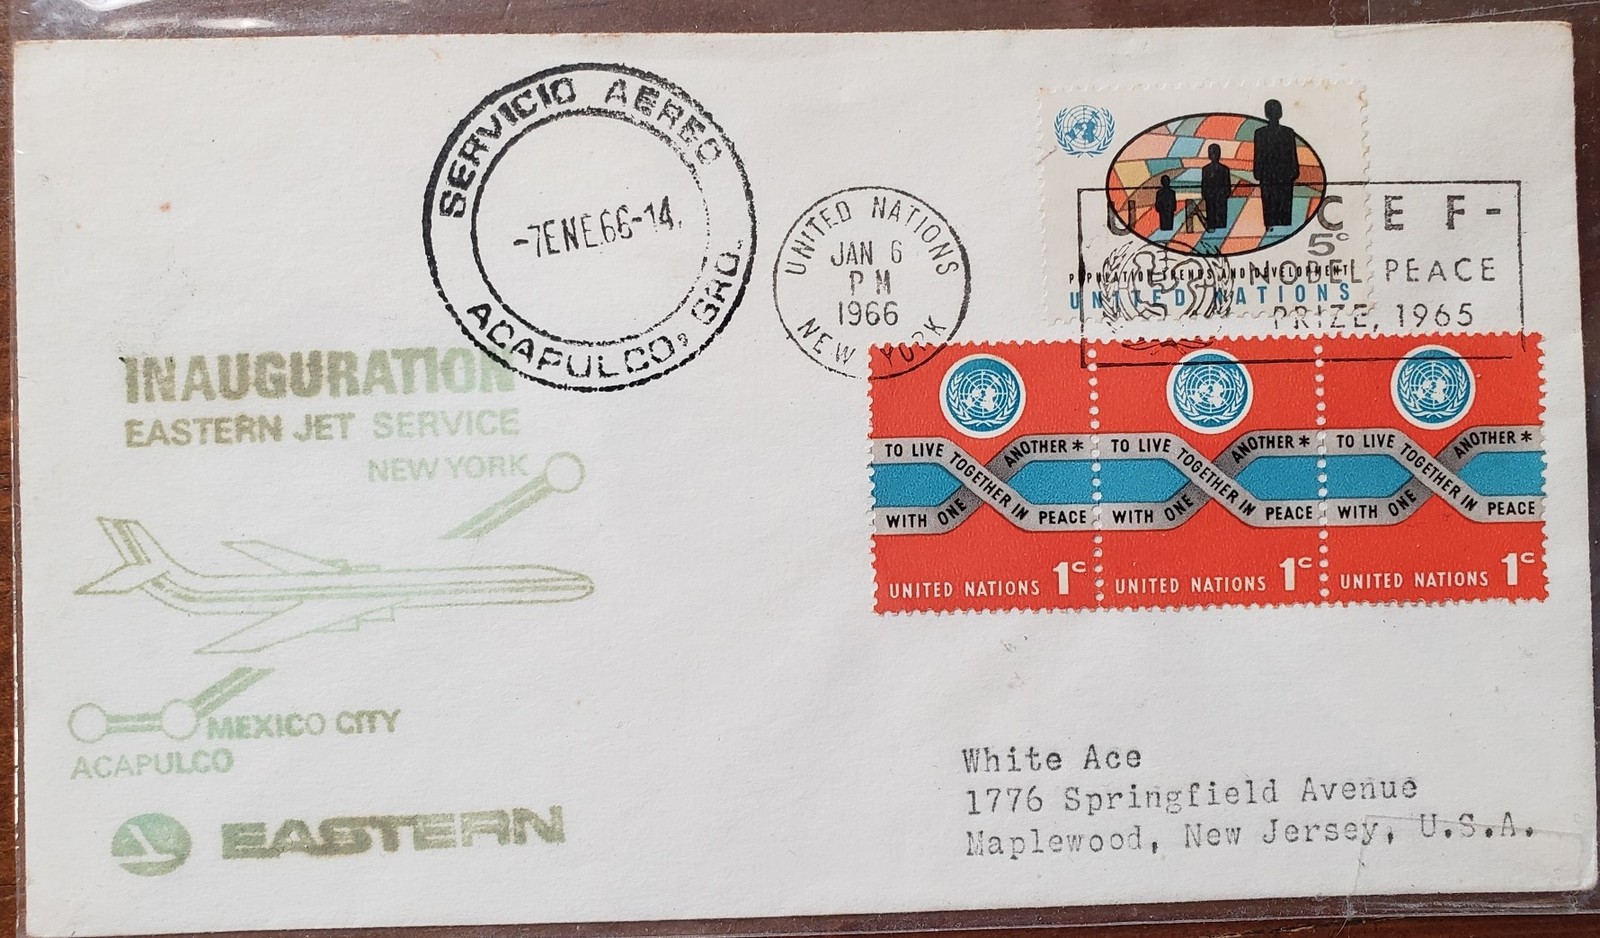 SERVICIO AEREO
-7ENE.66-14.
ACAPULCO, GRO.
UNITED NATIONS
JAN 6
PM
1966
NEW YORK
5c
POPULATION TRENDS AND DEVELOPMENT
UNITED NATIONS
UNICEF-
NOBEL PEACE
PRIZE, 1965
INAUGURATION
EASTERN JET SERVICE
NEW YORK
MEXICO CITY
ACAPULCO
EASTERN
TO LIVE TOGETHER IN PEACE
WITH ONE ANOTHER *
UNITED NATIONS 1c
TO LIVE TOGETHER IN PEACE
WITH ONE ANOTHER *
UNITED NATIONS 1c
TO LIVE TOGETHER IN PEACE
WITH ONE ANOTHER *
UNITED NATIONS 1c
White Ace
1776 Springfield Avenue
Maplewood, New Jersey, U.S.A.